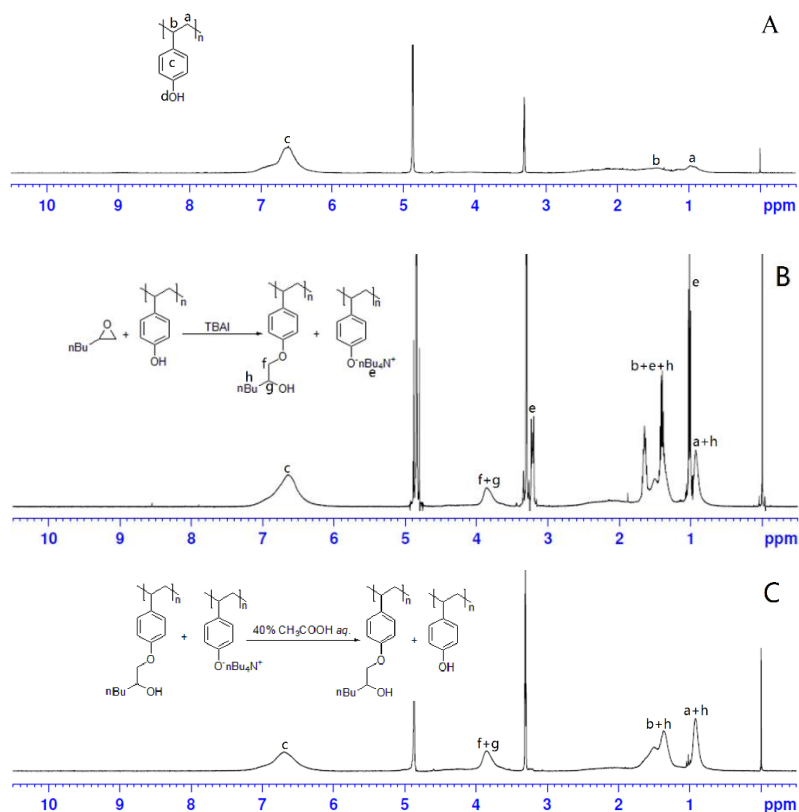 A
b
a
n
c
d
OH
c
b
a
10 9 8 7 6 5 4 3 2 1 ppm
B
n
n
n
O
nBu
+
TBAI
+
OH
O
f
h
nBu
g
OH
O⁻nBu₄N⁺
e
e
b+e+h
e
a+h
c
f+g
10 9 8 7 6 5 4 3 2 1 ppm
C
n
n
n
n
+
40% CH₃COOH aq.
+
O
O⁻nBu₄N⁺
nBu
OH
O
OH
nBu
OH
c
f+g
b+h
a+h
10 9 8 7 6 5 4 3 2 1 ppm